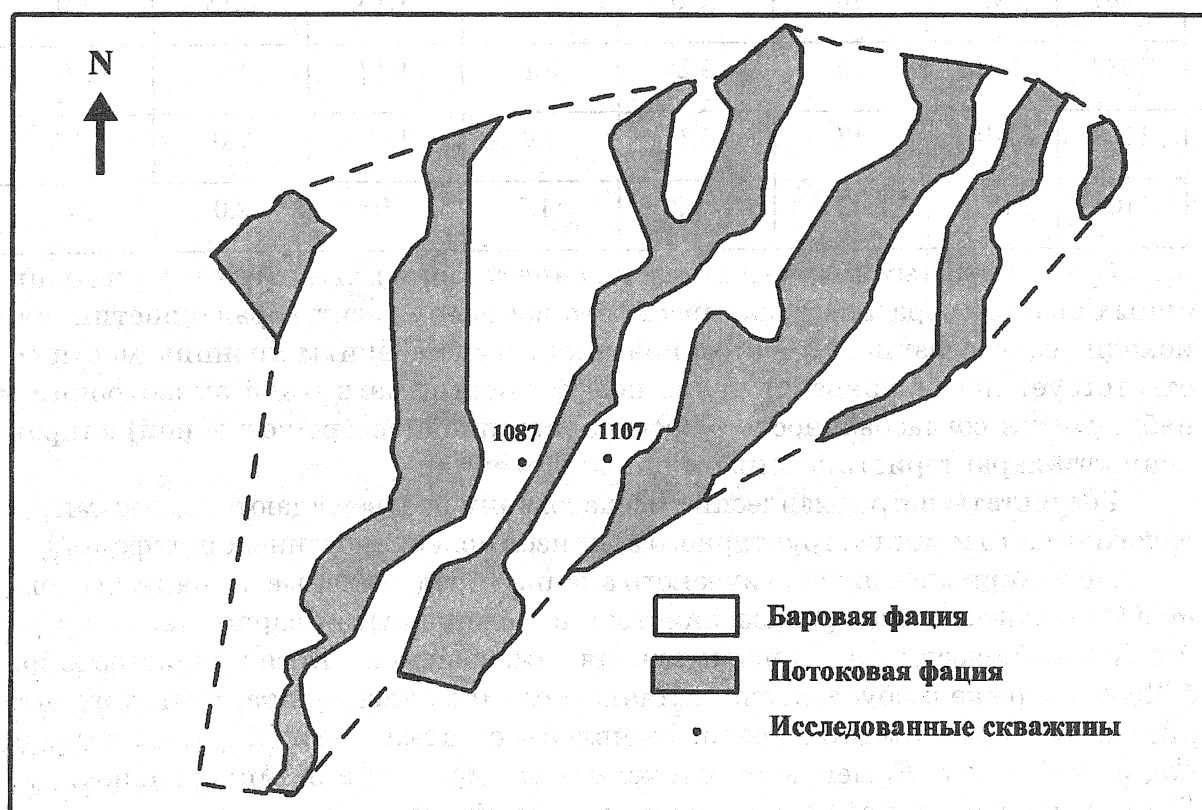 N
1087
1107
Баровая фация
Потоковая фация
Исследованные скважины